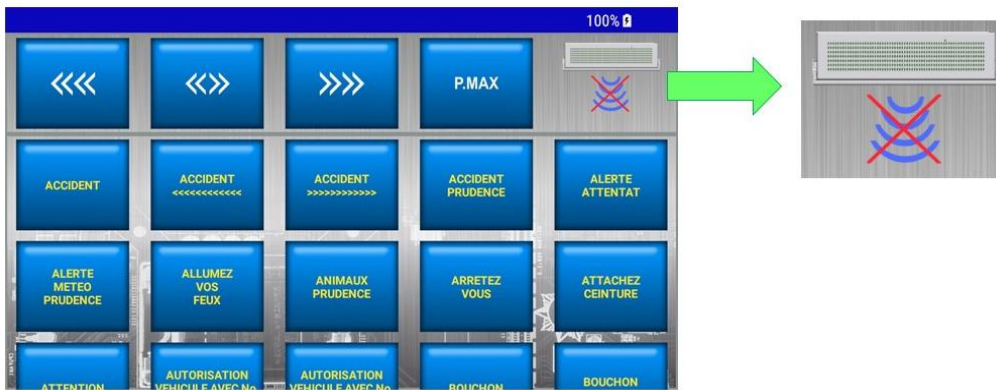 100%
<<<
<<>>
>>>
P.MAX
ACCIDENT
ACCIDENT
<<<<<<<<<<<<
ACCIDENT
>>>>>>>>>>>>
ACCIDENT
PRUDENCE
ALERTE
ATTENTAT
ALERTE
METEO
PRUDENCE
ALLUMEZ
VOS
FEUX
ANIMAUX
PRUDENCE
ARRETEZ
VOUS
ATTACHEZ
CEINTURE
ATTENTION
AUTORISATION
VEHICULE AVEC No
AUTORISATION
VEHICULE AVEC No
BOUCHON
BOUCHON